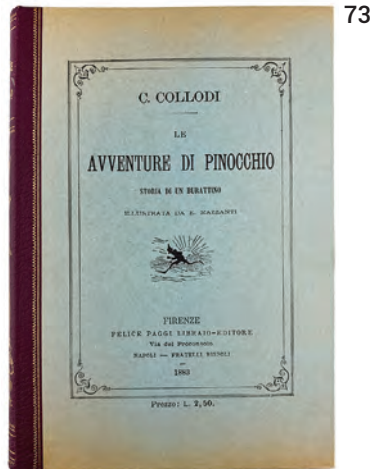 73
C. COLLODI
LE
AVVENTURE DI PINOCCHIO
STORIA DI UN BURATTINO
ILLUSTRATA DA E. MAZZANTI
FIRENZE
FELICE PAGGI LIBRAIO-EDITORE
Via del Proconsolo
NAPOLI — FRATELLI
1883
Prezzo: L. 2,50.